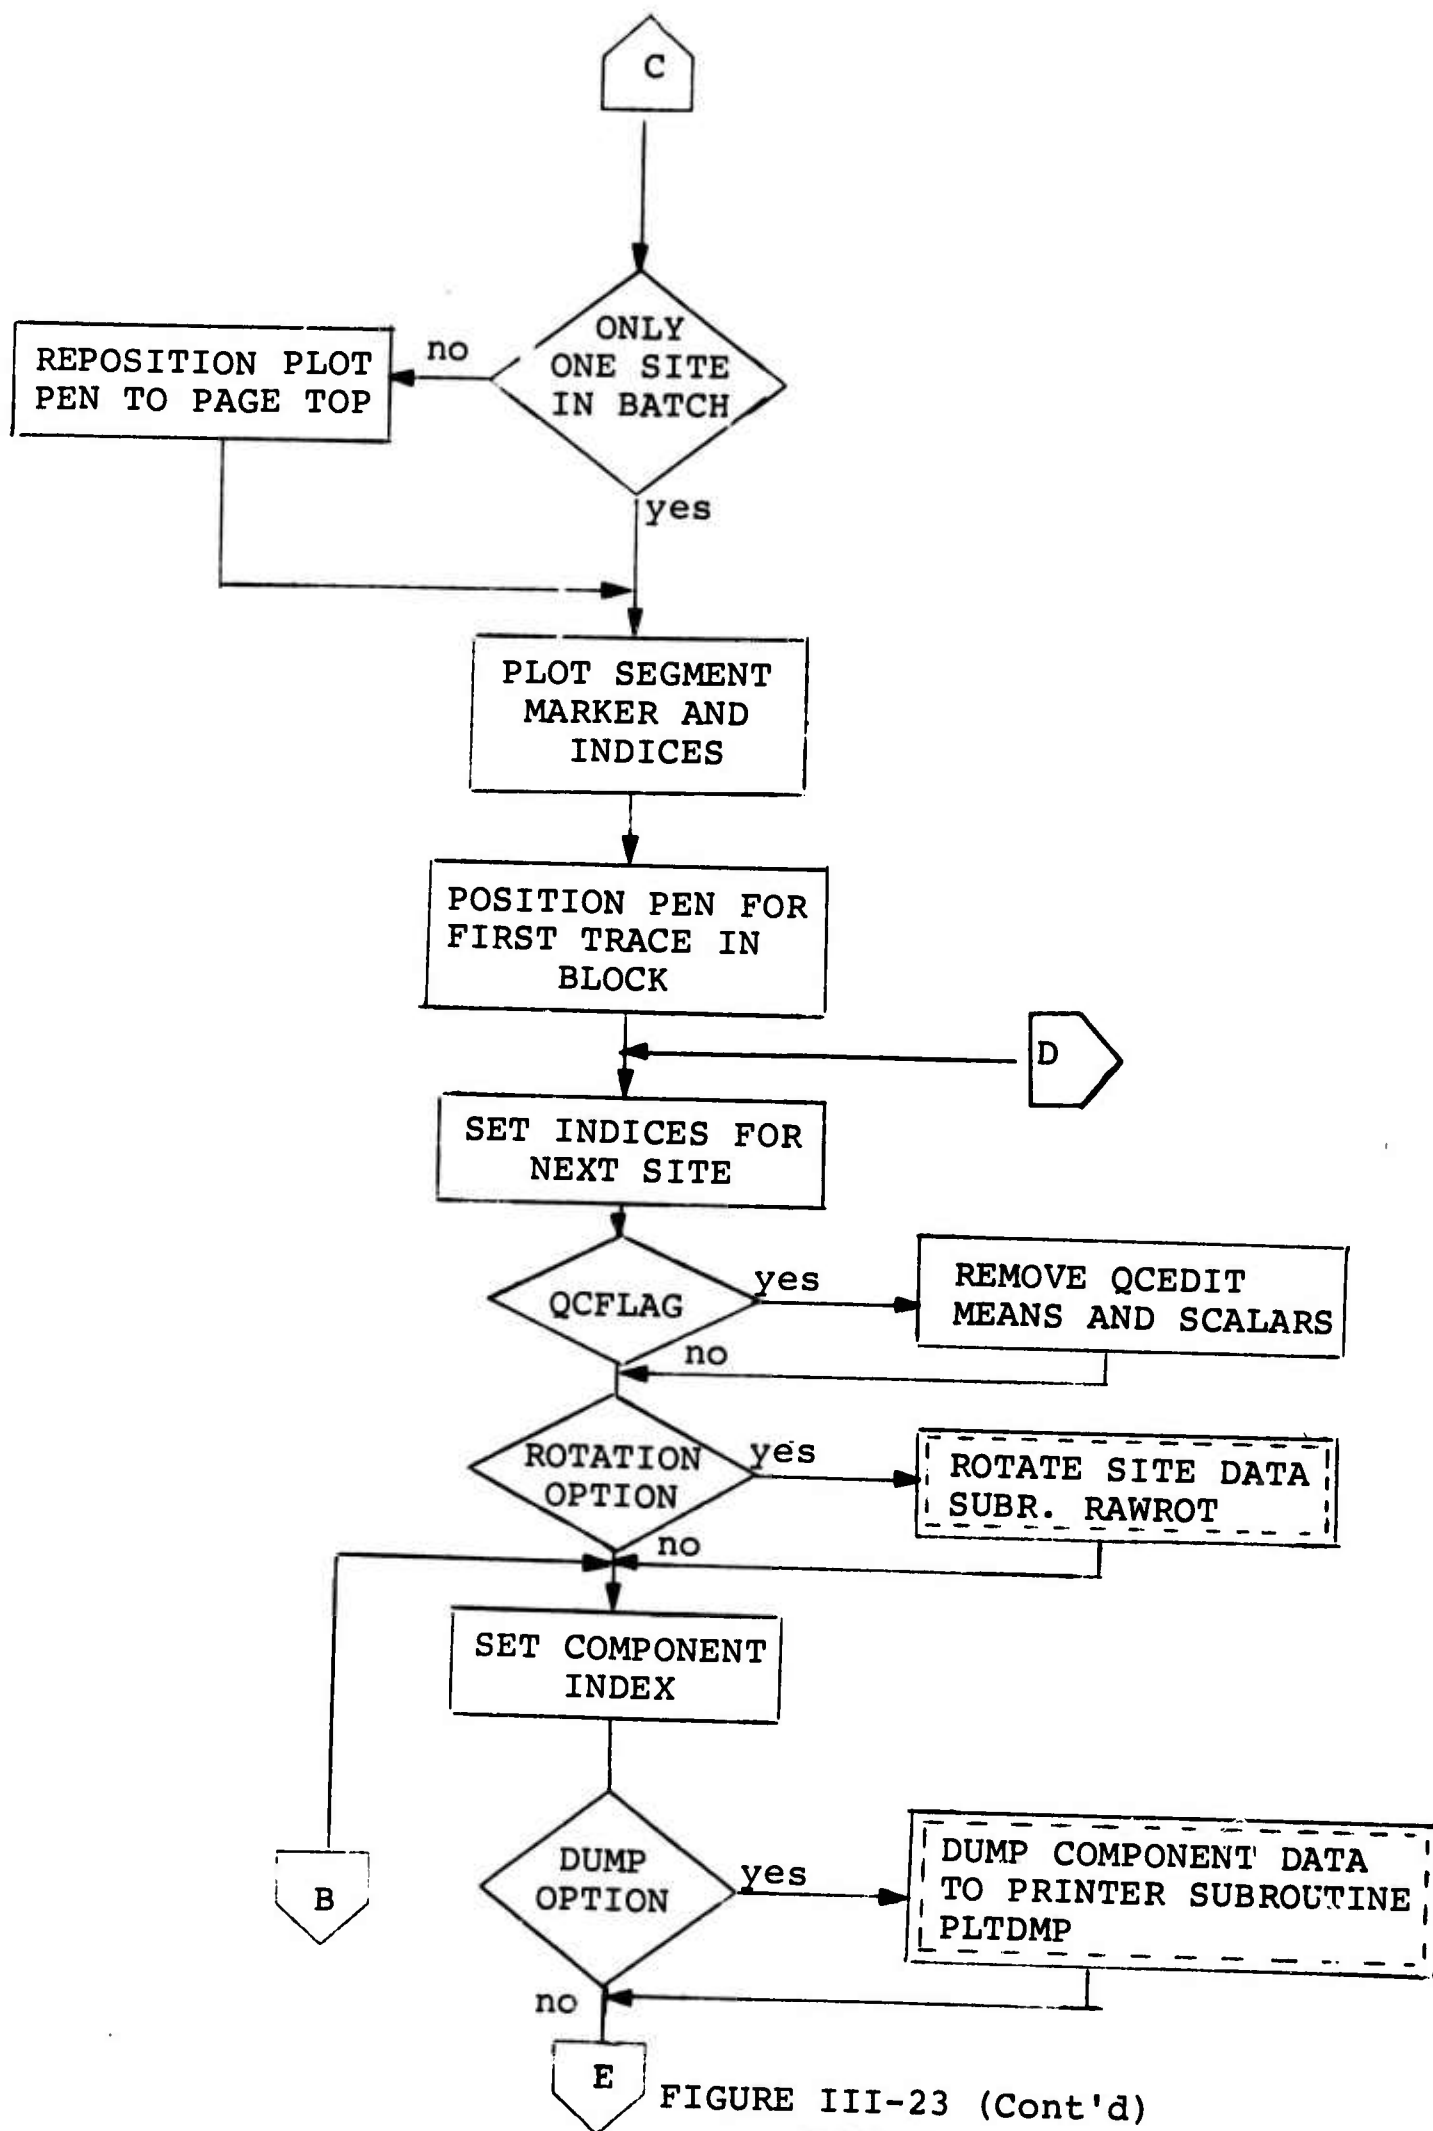 C
ONLY
ONE SITE
IN BATCH
no
REPOSITION PLOT
PEN TO PAGE TOP
yes
PLOT SEGMENT
MARKER AND
INDICES
POSITION PEN FOR
FIRST TRACE IN
BLOCK
D
SET INDICES FOR
NEXT SITE
QCFLAG
yes
REMOVE QCEDIT
MEANS AND SCALARS
no
ROTATION
OPTION
yes
ROTATE SITE DATA
SUBR. RAWROT
no
SET COMPONENT
INDEX
B
DUMP
OPTION
yes
DUMP COMPONENT DATA
TO PRINTER SUBROUTINE
PLTDMP
no
E
FIGURE III-23 (Cont'd)